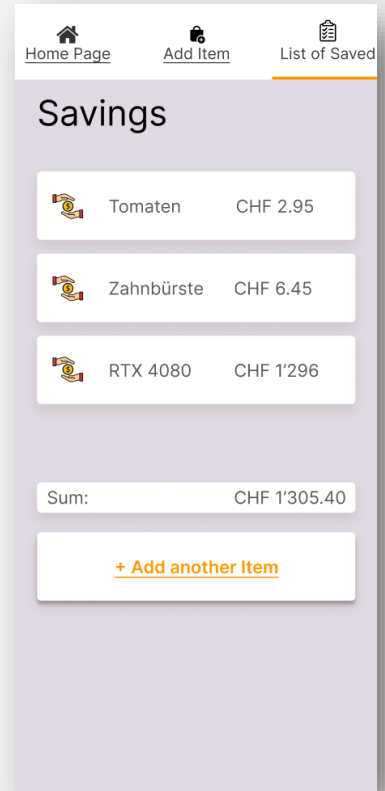 Home Page
Add Item
List of Saved
Savings
Tomaten CHF 2.95
Zahnbürste CHF 6.45
RTX 4080 CHF 1’296
Sum: CHF 1’305.40
+ Add another Item